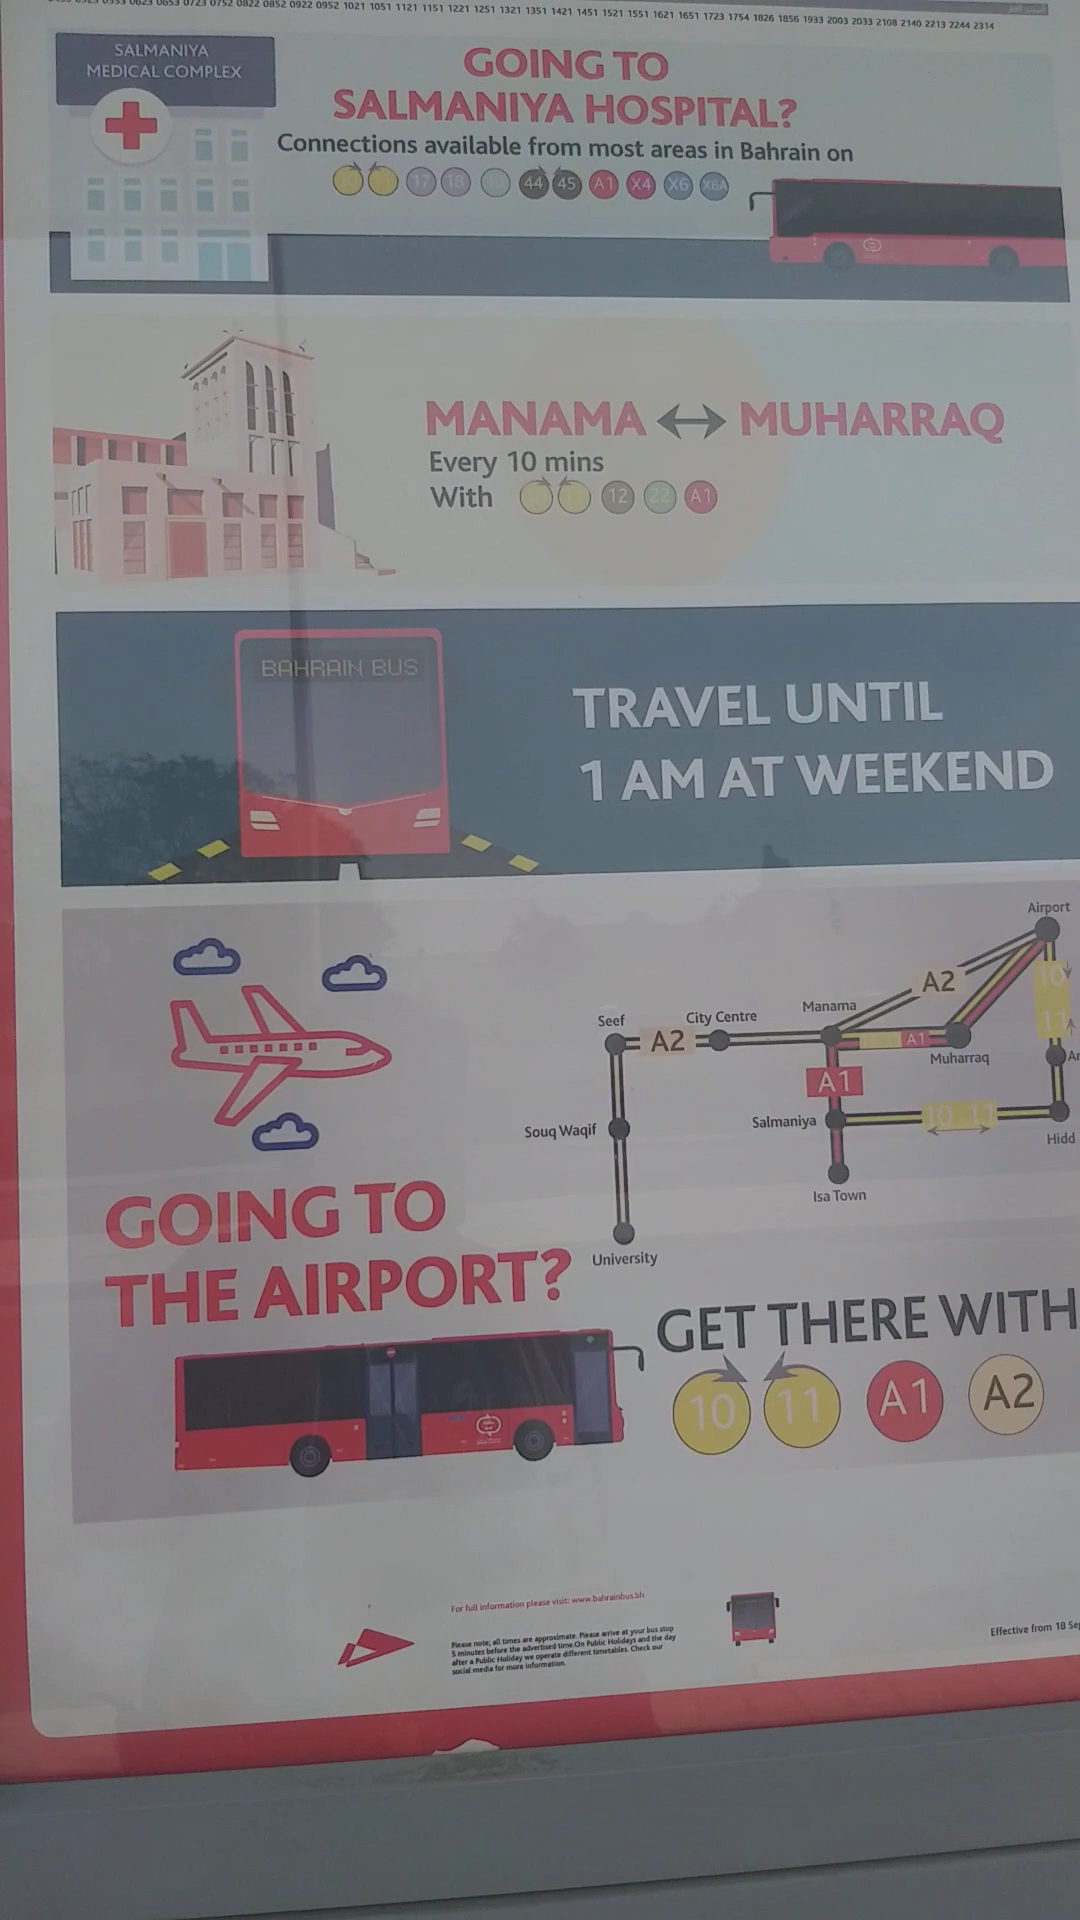 0623 0653 0723 0752 0822 0852 0922 0952 1021 1051 1121 1151 1221 1251 1321 1351 1421 1451 1521 1551 1621 1651 1723 1754 1826 1856 1933 2003 2033 2108 2140 2213 2244 2314
SALMANIYA
MEDICAL COMPLEX
GOING TO
SALMANIYA HOSPITAL?
Connections available from most areas in Bahrain on
17 18 44 45 A1 X4 X6 X6A
MANAMA ↔ MUHARRAQ
Every 10 mins
With 12 22 A1
BAHRAIN BUS
TRAVEL UNTIL
1 AM AT WEEKEND
Airport
A2
10
11
Manama
City Centre
Seef
A2
A1
Muharraq
A1
Salmaniya
10 11
Hidd
Souq Waqif
Isa Town
University
GOING TO
THE AIRPORT?
GET THERE WITH
10 11 A1 A2
For full information please visit: www.bahrainbus.bh
Please note; all times are approximate. Please arrive at your bus stop
5 minutes before the advertised time.On Public Holidays and the day
after a Public Holiday we operate different timetables. Check our
social media for more information.
Effective from 18